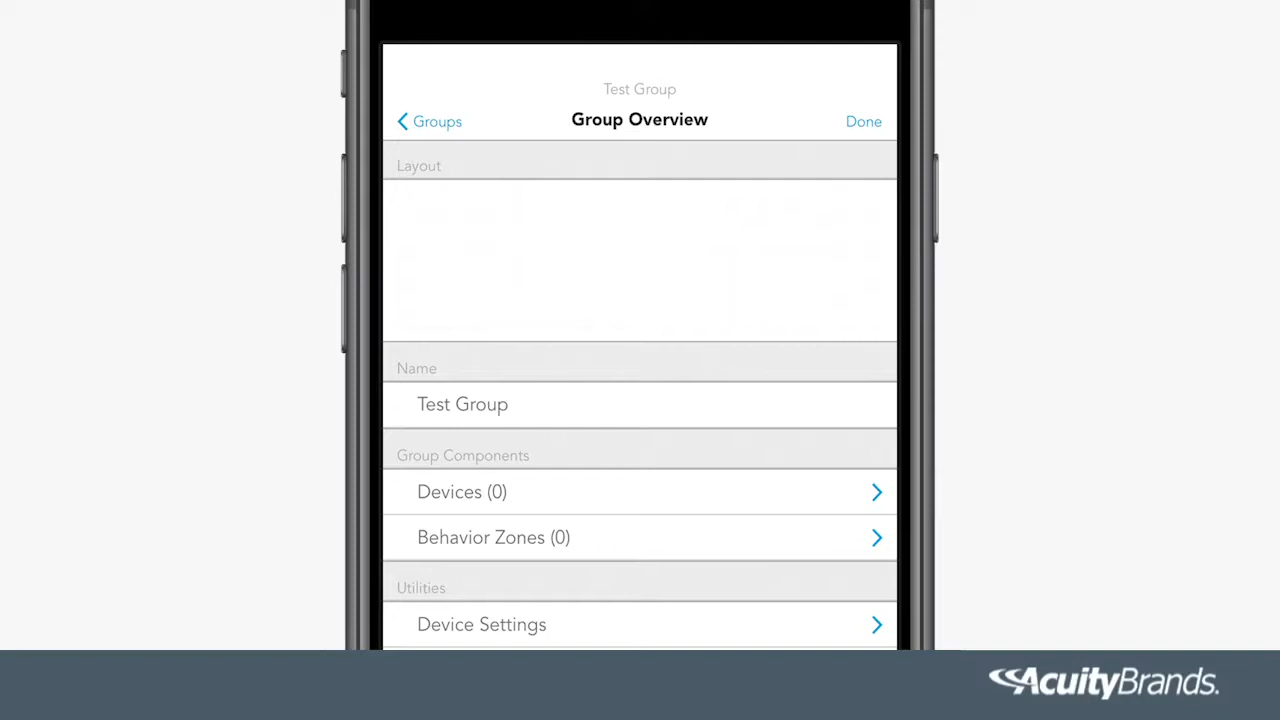 Test Group
Groups
Group Overview
Done
Layout
Name
Test Group
Group Components
Devices (0)
Behavior Zones (0)
Utilities
Device Settings
AcuityBrands.